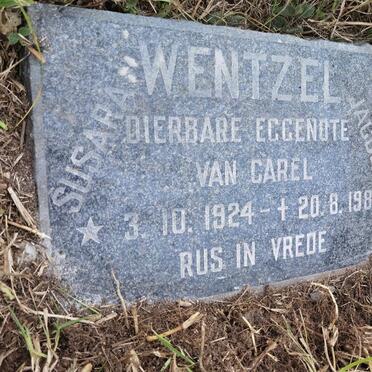 SUSARA
WENTZEL
DIERBARE EGGENOTE
VAN CAREL
3. 10. 1924 - † 20. 8. 198
RUS IN VREDE